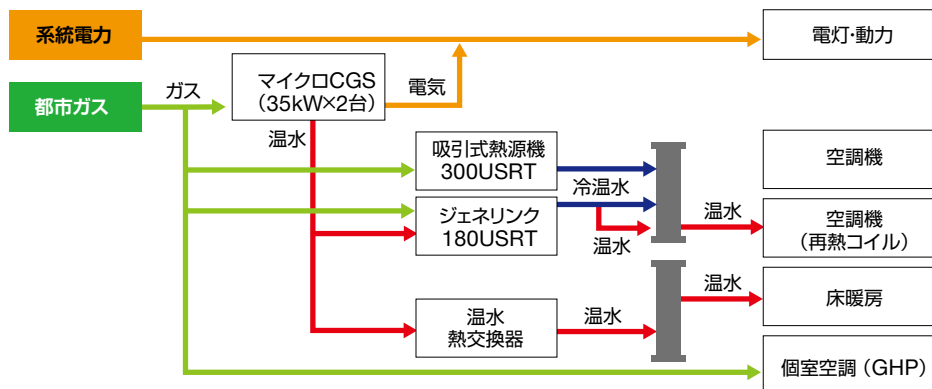 系統電力
電灯・動力
都市ガス
ガス
マイクロCGS
(35kW×2台)
電気
温水
吸引式熱源機
300USRT
冷温水
空調機
ジェネリンク
180USRT
温水
温水
空調機
(再熱コイル)
温水
熱交換器
温水
温水
床暖房
個室空調(GHP)